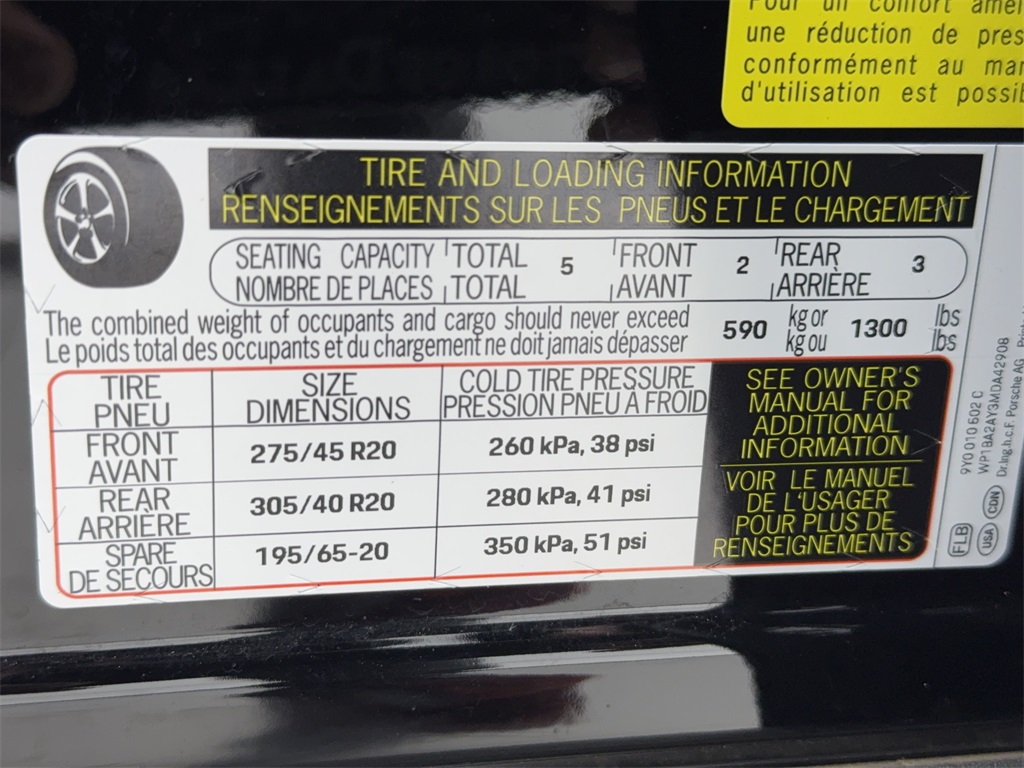 Pour un confort
une réduction de
conformément au
d'utilisation est
TIRE AND LOADING INFORMATION
RENSEIGNEMENTS SUR LES PNEUS ET LE CHARGEMENT
SEATING CAPACITY TOTAL 5 FRONT 2 REAR 3
NOMBRE DE PLACES TOTAL AVANT ARRIÈRE
The combined weight of occupants and cargo should never exceed 590 kg or 1300 lbs
Le poids total des occupants et du chargement ne doit jamais dépasser kg ou lbs
TIRE SIZE COLD TIRE PRESSURE
PNEU DIMENSIONS PRESSION PNEU A FROID
FRONT
AVANT 275/45 R20 260 kPa, 38 psi
REAR
ARRIÈRE 305/40 R20 280 kPa, 41 psi
SPARE
DE SECOURS 195/65-20 350 kPa, 51 psi
SEE OWNER'S
MANUAL FOR
ADDITIONAL
INFORMATION
VOIR LE MANUEL
DE L'USAGER
POUR PLUS DE
RENSEIGNEMENTS
9Y0 010 602 C
WP1BA2AY3MDA42908
Dr.Ing.h.c.F. Porsche AG
FLB USA CDN